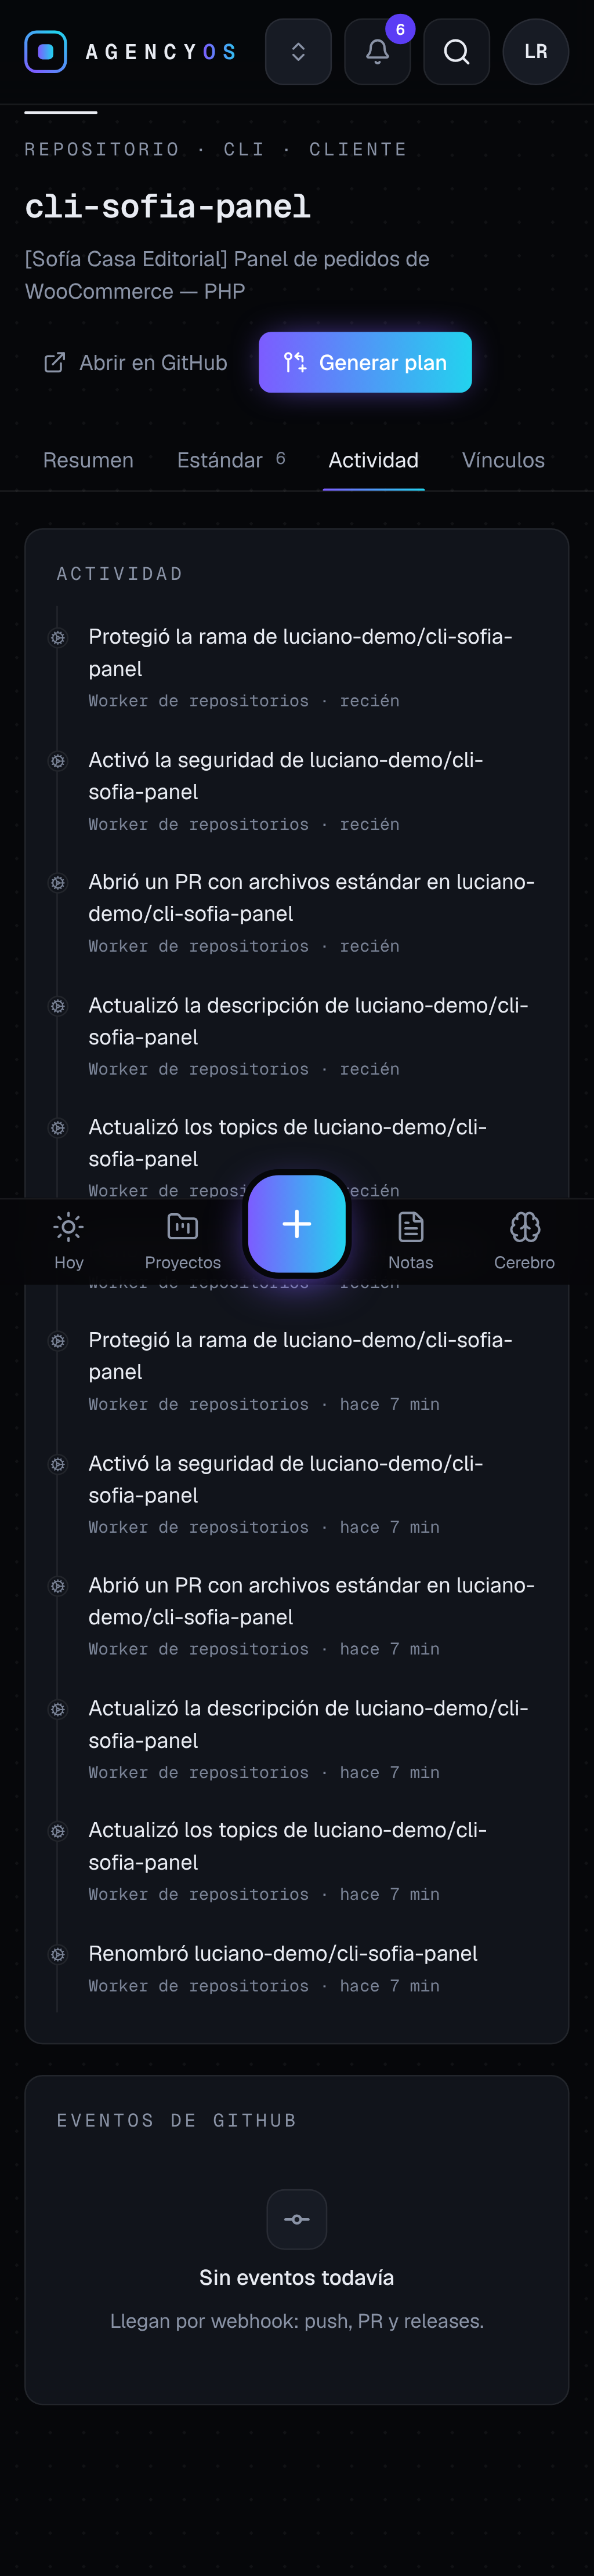 AGENCYOS
6
LR
REPOSITORIO · CLI · CLIENTE
cli-sofia-panel
[Sofía Casa Editorial] Panel de pedidos de
WooCommerce — PHP
Abrir en GitHub
Generar plan
Resumen
Estándar 6
Actividad
Vínculos
ACTIVIDAD
Protegió la rama de luciano-demo/cli-sofia-
panel
Worker de repositorios · recién
Activó la seguridad de luciano-demo/cli-
sofia-panel
Worker de repositorios · recién
Abrió un PR con archivos estándar en luciano-
demo/cli-sofia-panel
Worker de repositorios · recién
Actualizó la descripción de luciano-demo/cli-
sofia-panel
Worker de repositorios · recién
Actualizó los topics de luciano-demo/cli-
sofia-panel
Hoy
Proyectos
Notas
Cerebro
Protegió la rama de luciano-demo/cli-sofia-
panel
Worker de repositorios · hace 7 min
Activó la seguridad de luciano-demo/cli-
sofia-panel
Worker de repositorios · hace 7 min
Abrió un PR con archivos estándar en luciano-
demo/cli-sofia-panel
Worker de repositorios · hace 7 min
Actualizó la descripción de luciano-demo/cli-
sofia-panel
Worker de repositorios · hace 7 min
Actualizó los topics de luciano-demo/cli-
sofia-panel
Worker de repositorios · hace 7 min
Renombró luciano-demo/cli-sofia-panel
Worker de repositorios · hace 7 min
EVENTOS DE GITHUB
Sin eventos todavía
Llegan por webhook: push, PR y releases.